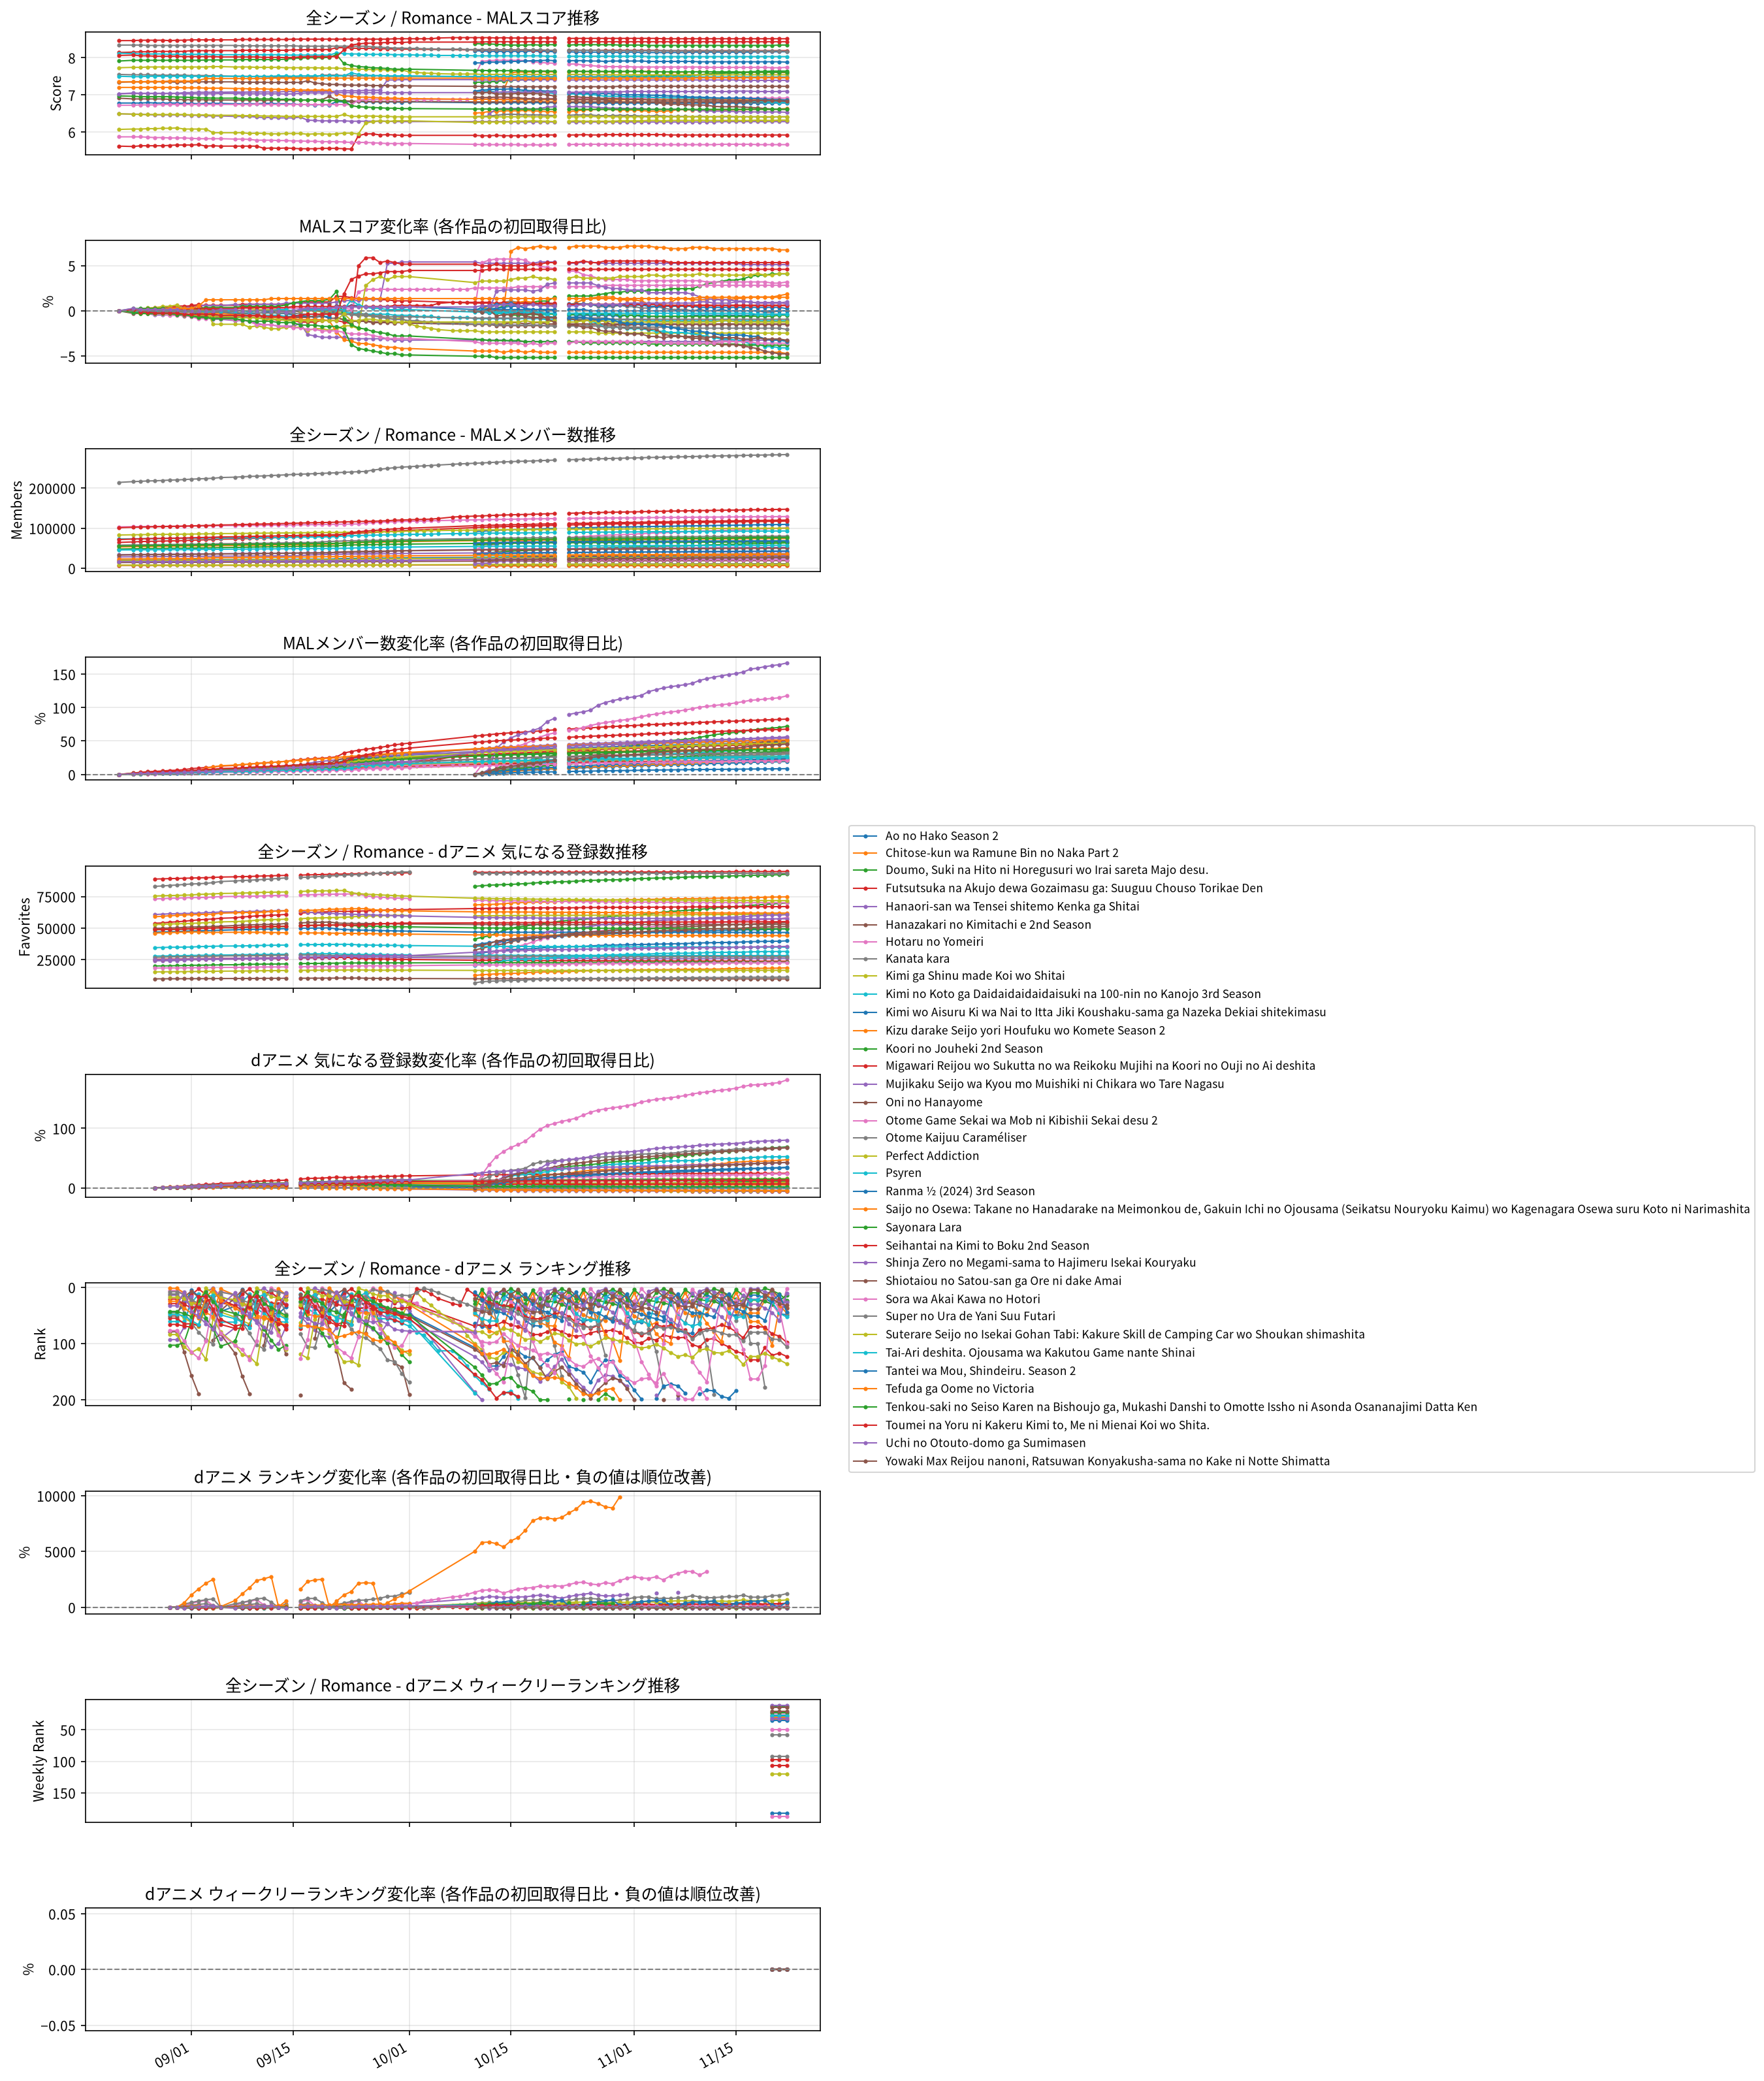 全シーズン / Romance - MALスコア推移
Score
8
7
6
MALスコア変化率 (各作品の初回取得日比)
%
5
0
−5
全シーズン / Romance - MALメンバー数推移
Members
200000
100000
0
MALメンバー数変化率 (各作品の初回取得日比)
%
150
100
50
0
全シーズン / Romance - dアニメ 気になる登録数推移
Favorites
75000
50000
25000
dアニメ 気になる登録数変化率 (各作品の初回取得日比)
%
100
0
全シーズン / Romance - dアニメ ランキング推移
Rank
0
100
200
dアニメ ランキング変化率 (各作品の初回取得日比・負の値は順位改善)
%
10000
5000
0
全シーズン / Romance - dアニメ ウィークリーランキング推移
Weekly Rank
50
100
150
dアニメ ウィークリーランキング変化率 (各作品の初回取得日比・負の値は順位改善)
%
0.05
0.00
−0.05
09/01
09/15
10/01
10/15
11/01
11/15
Ao no Hako Season 2
Chitose-kun wa Ramune Bin no Naka Part 2
Doumo, Suki na Hito ni Horegusuri wo Irai sareta Majo desu.
Futsutsuka na Akujo dewa Gozaimasu ga: Suuguu Chouso Torikae Den
Hanaori-san wa Tensei shitemo Kenka ga Shitai
Hanazakari no Kimitachi e 2nd Season
Hotaru no Yomeiri
Kanata kara
Kimi ga Shinu made Koi wo Shitai
Kimi no Koto ga Daidaidaidaidaisuki na 100-nin no Kanojo 3rd Season
Kimi wo Aisuru Ki wa Nai to Itta Jiki Koushaku-sama ga Nazeka Dekiai shitekimasu
Kizu darake Seijo yori Houfuku wo Komete Season 2
Koori no Jouheki 2nd Season
Migawari Reijou wo Sukutta no wa Reikoku Mujihi na Koori no Ouji no Ai deshita
Mujikaku Seijo wa Kyou mo Muishiki ni Chikara wo Tare Nagasu
Oni no Hanayome
Otome Game Sekai wa Mob ni Kibishii Sekai desu 2
Otome Kaijuu Caraméliser
Perfect Addiction
Psyren
Ranma ½ (2024) 3rd Season
Saijo no Osewa: Takane no Hanadarake na Meimonkou de, Gakuin Ichi no Ojousama (Seikatsu Nouryoku Kaimu) wo Kagenagara Osewa suru Koto ni Narimashita
Sayonara Lara
Seihantai na Kimi to Boku 2nd Season
Shinja Zero no Megami-sama to Hajimeru Isekai Kouryaku
Shiotaiou no Satou-san ga Ore ni dake Amai
Sora wa Akai Kawa no Hotori
Super no Ura de Yani Suu Futari
Suterare Seijo no Isekai Gohan Tabi: Kakure Skill de Camping Car wo Shoukan shimashita
Tai-Ari deshita. Ojousama wa Kakutou Game nante Shinai
Tantei wa Mou, Shindeiru. Season 2
Tefuda ga Oome no Victoria
Tenkou-saki no Seiso Karen na Bishoujo ga, Mukashi Danshi to Omotte Issho ni Asonda Osananajimi Datta Ken
Toumei na Yoru ni Kakeru Kimi to, Me ni Mienai Koi wo Shita.
Uchi no Otouto-domo ga Sumimasen
Yowaki Max Reijou nanoni, Ratsuwan Konyakusha-sama no Kake ni Notte Shimatta